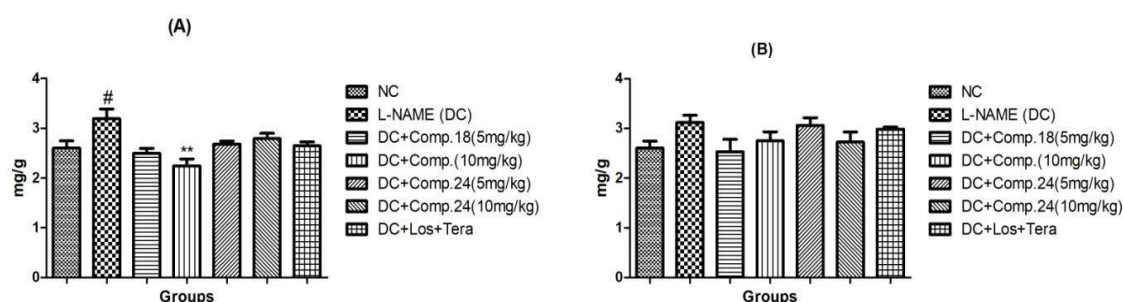 (A)
mg/g
4
3
2
1
0
#
**
Groups
NC
L-NAME (DC)
DC+Comp.18(5mg/kg)
DC+Comp.(10mg/kg)
DC+Comp.24(5mg/kg)
DC+Comp.24(10mg/kg)
DC+Los+Tera
(B)
mg/g
4
3
2
1
0
Groups
NC
L-NAME (DC)
DC+Comp.18(5mg/kg)
DC+Comp.(10mg/kg)
DC+Comp.24(5mg/kg)
DC+Comp.24(10mg/kg)
DC+Los+Tera